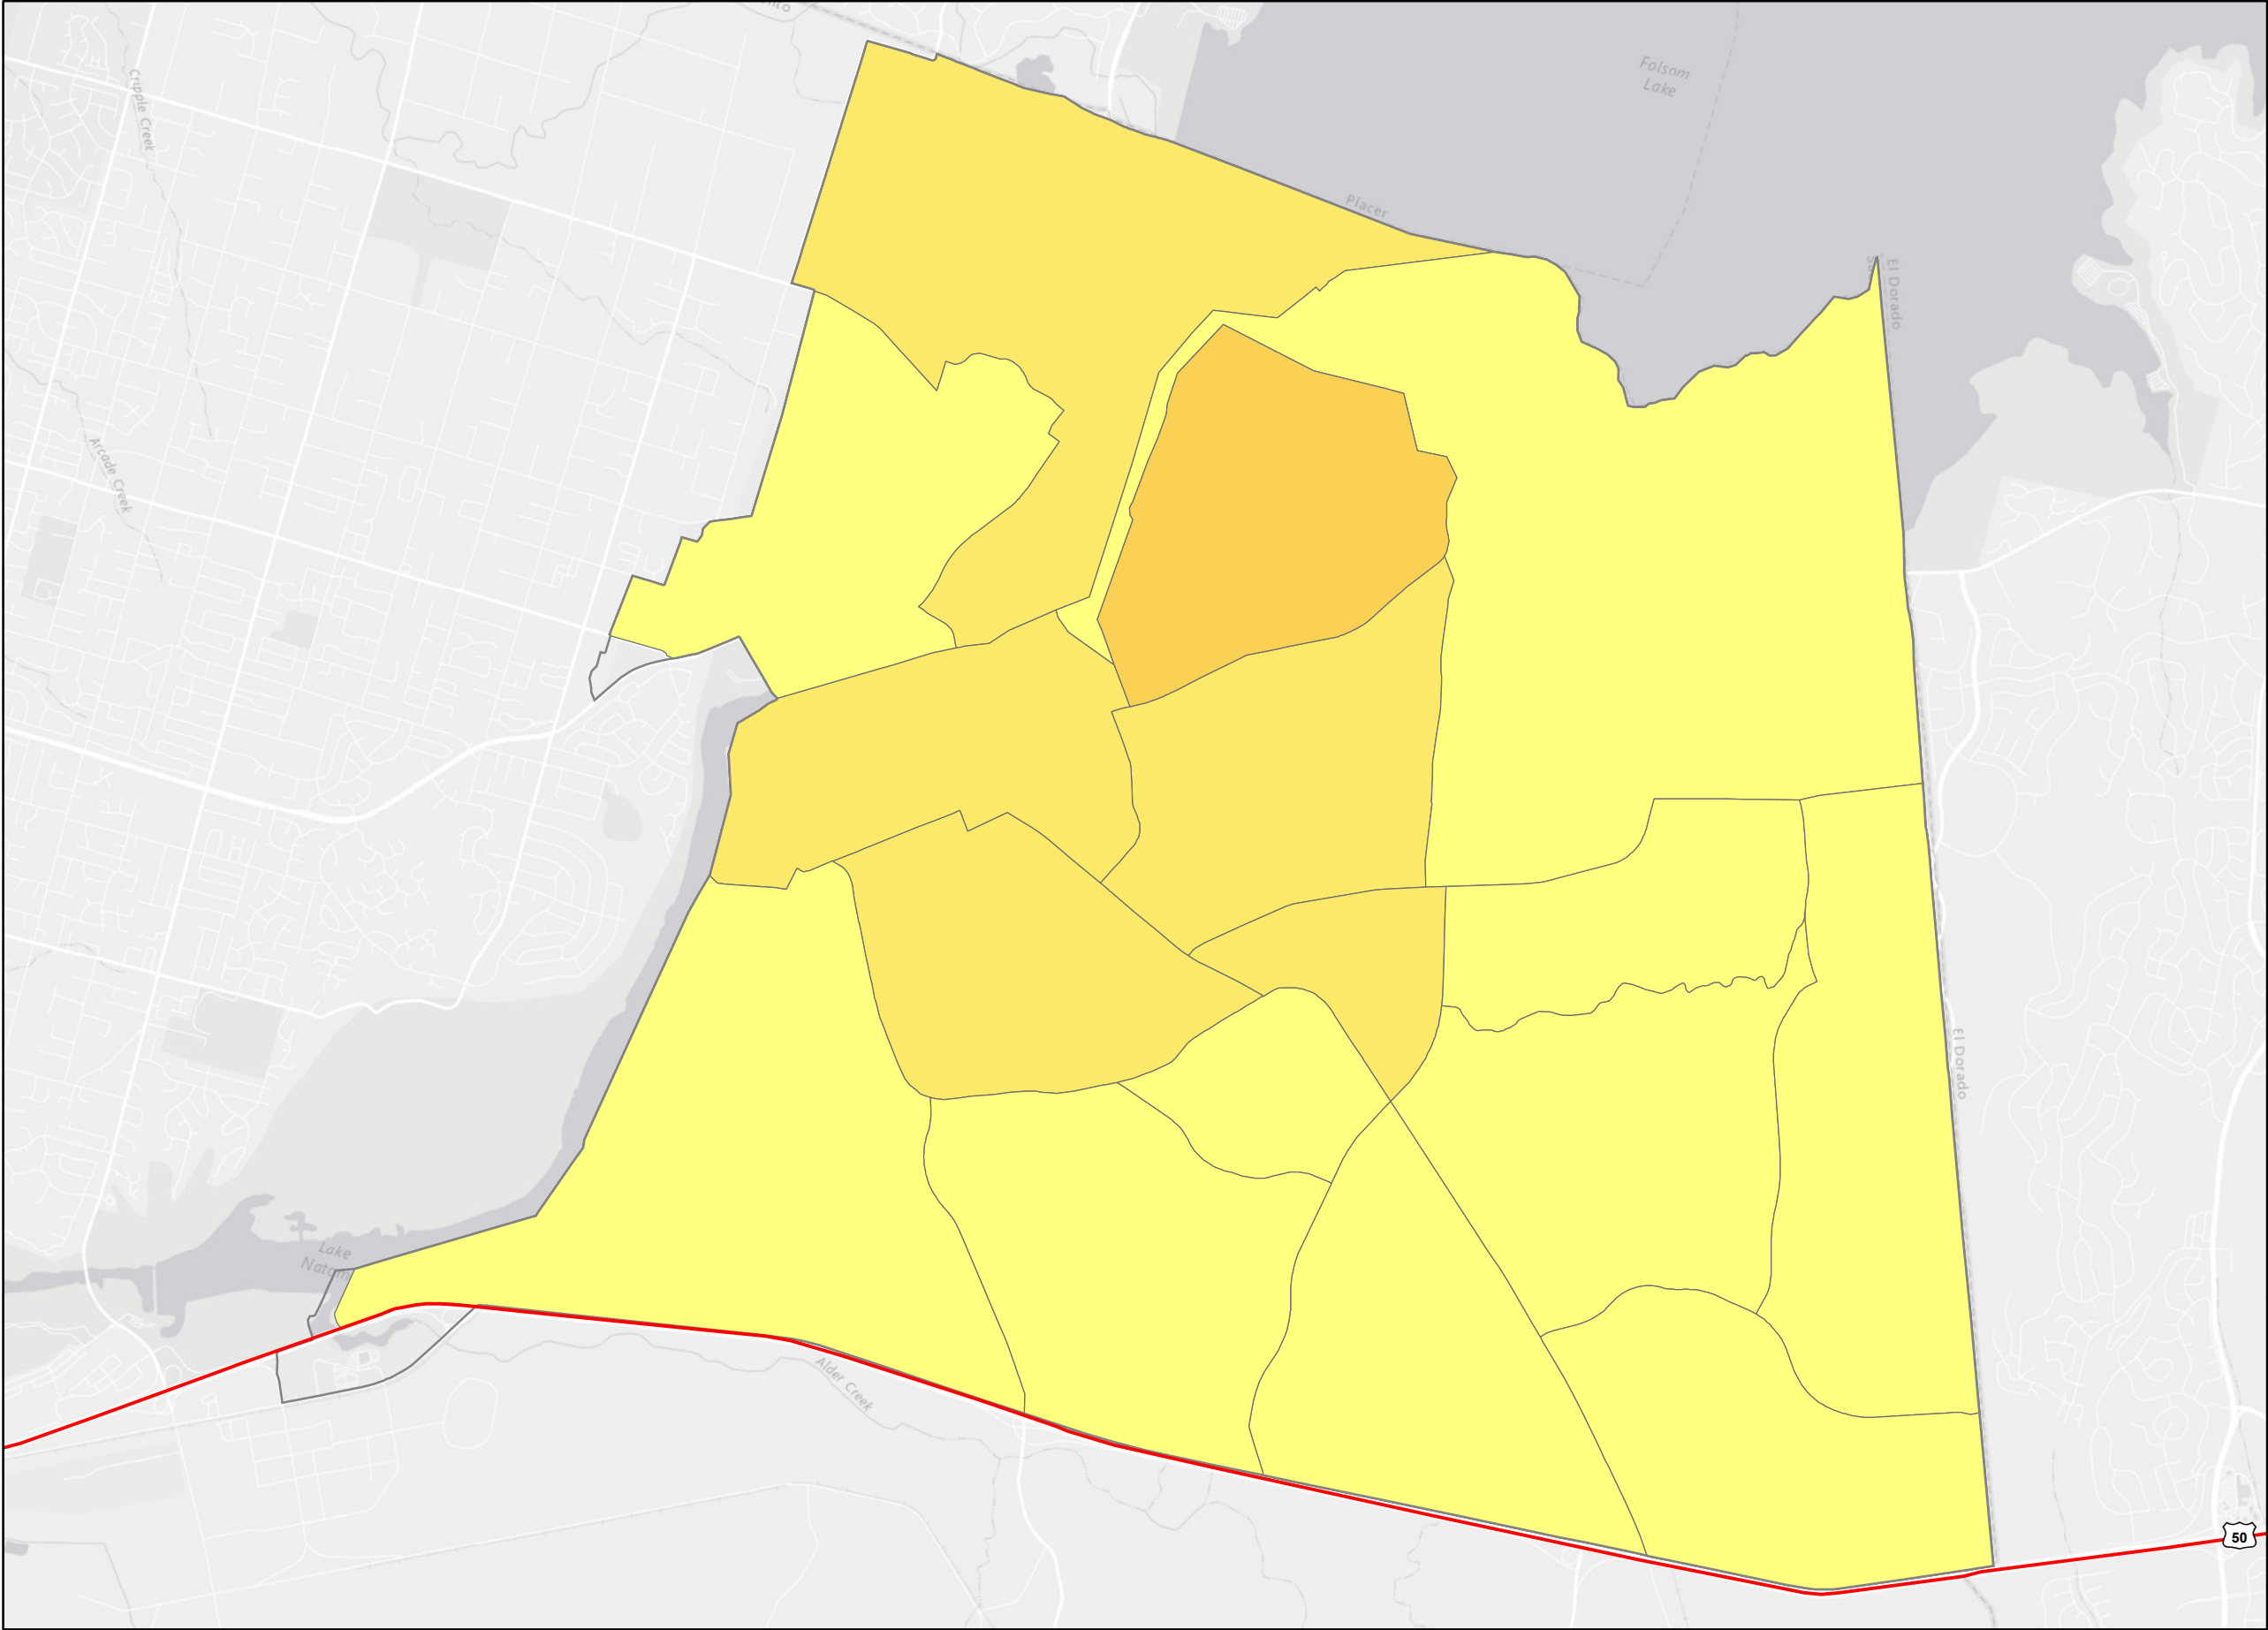 Cripple Creek
Folsom
Lake
Placer
El Dorado
Arcade Creek
El Dorado
Lake
Natoma
Alder Creek
50